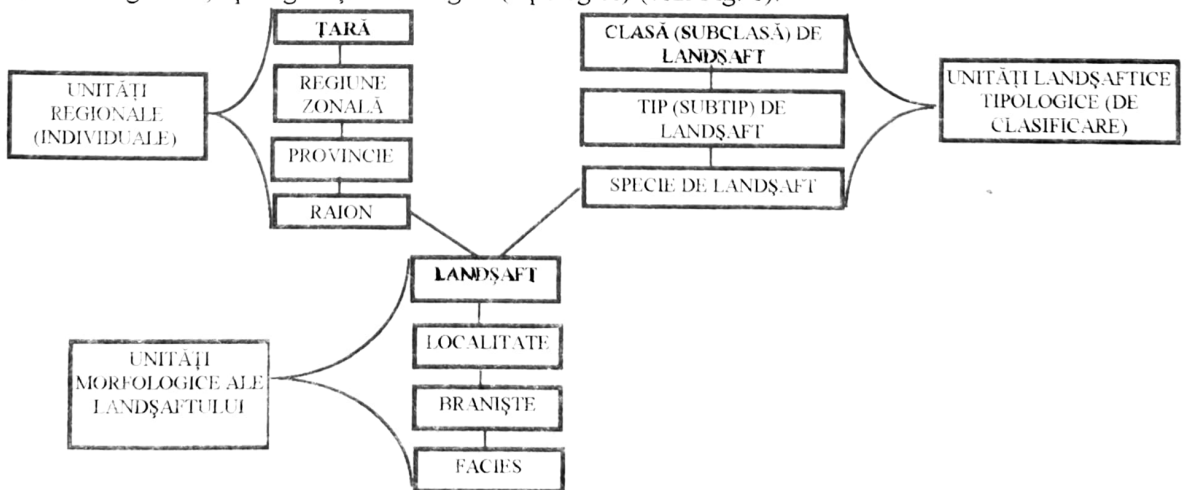 ȚARĂ
UNITĂȚI
REGIONALE
(INDIVIDUALE)
REGIUNE
ZONALĂ
PROVINCIE
RAION
CLASĂ (SUBCLASĂ) DE
LANDȘAFT
TIP (SUBTIP) DE
LANDȘAFT
SPECIE DE LANDȘAFT
UNITĂȚI LANDȘAFTICE
TIPOLOGICE (DE
CLASIFICARE)
LANDȘAFT
LOCALITATE
BRANIȘTE
FACIES
UNITĂȚI
MORFOLOGICE ALE
LANDȘAFTULUI